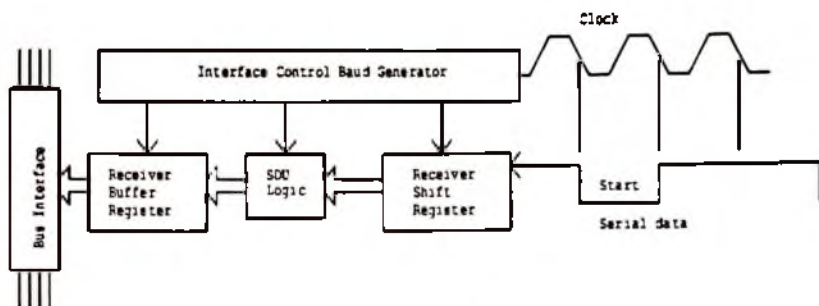 Clock
Interface Control Baud Generator
Bus Interface
Receiver
Buffer
Register
SDU
Logic
Receiver
Shift
Register
Start
Serial data